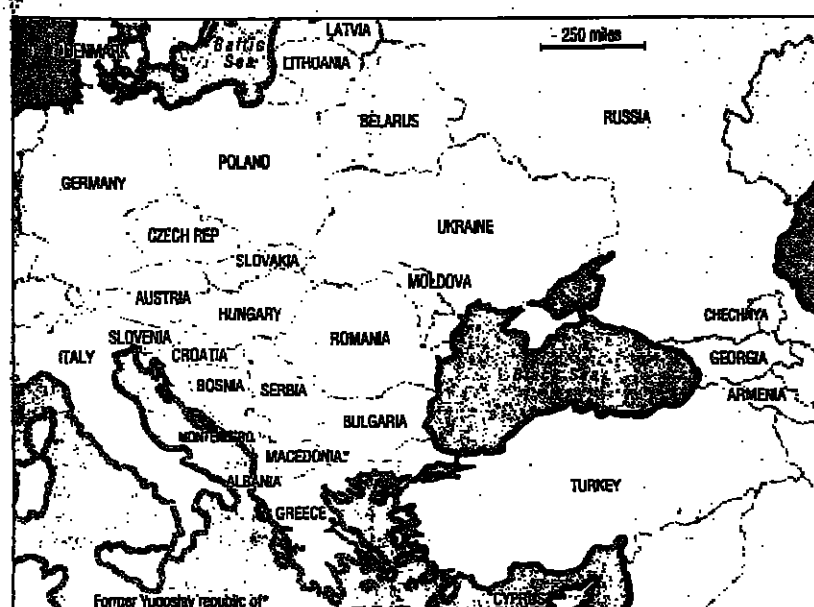 LATVIA
250 miles
DENMARK
Baltic
Sea
LITHOANIA
BELARUS
RUSSIA
POLAND
GERMANY
UKRAINE
CZECH REP
SLOVAKIA
MOLDOVA
AUSTRIA
HUNGARY
CHECHNYA
SLOVENIA
ROMANIA
ITALY
CROATIA
GEORGIA
BOSNIA
SERBIA
ARMENIA
BULGARIA
MONTENEGRO
MACEDONIA*
ALBANIA
TURKEY
GREECE
CYPRUS
Former Yugoslav republic of*